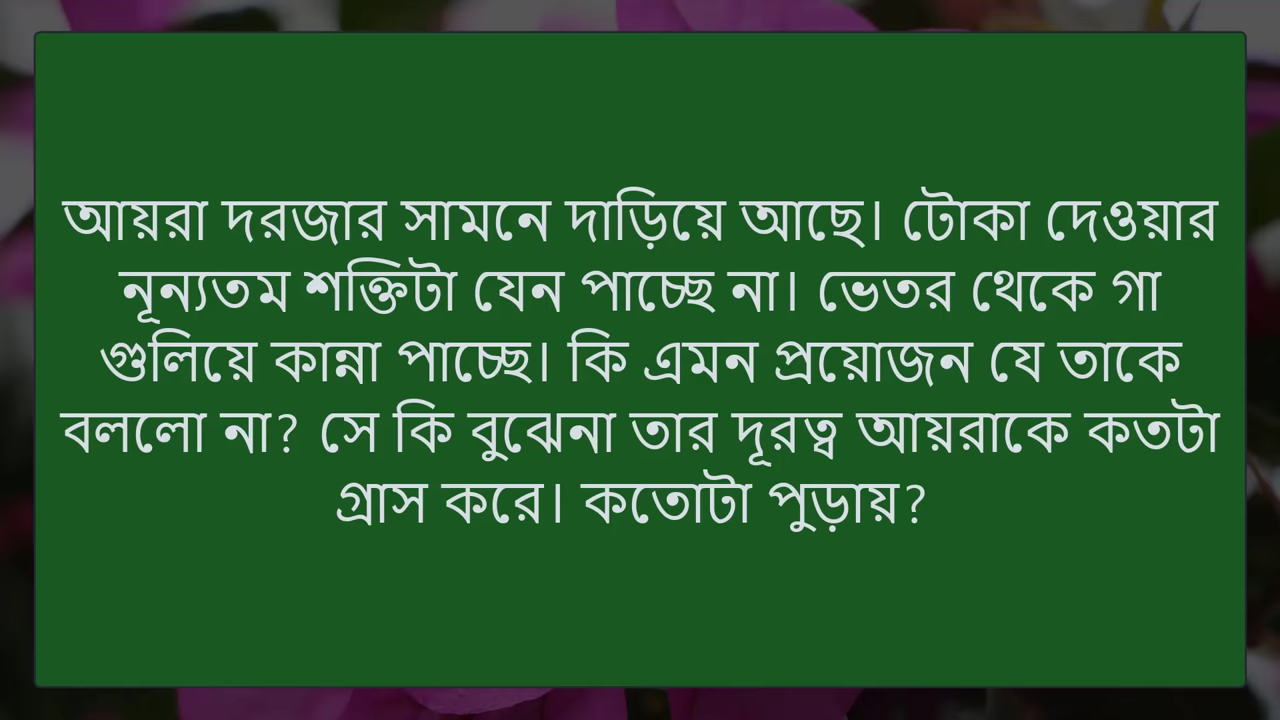 আয়রা দরজার সামনে দাড়িয়ে আছে। টোকা দেওয়ার
নূন্যতম শক্তিটা যেন পাচ্ছে না। ভেতর থেকে গা
গুলিয়ে কান্না পাচ্ছে। কি এমন প্রয়োজন যে তাকে
বললো না? সে কি বুঝেনা তার দূরত্ব আয়রাকে কতটা
গ্রাস করে। কতোটা পুড়ায়?